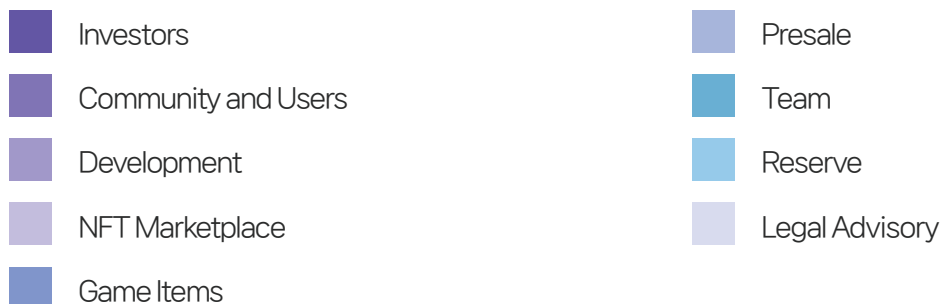 Investors
Community and Users
Development
NFT Marketplace
Game Items
Presale
Team
Reserve
Legal Advisory